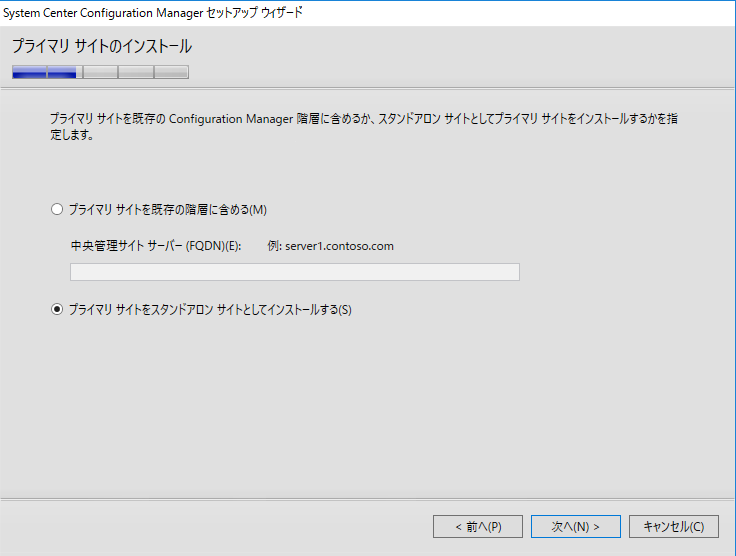 System Center Configuration Manager セットアップ ウィザード
プライマリ サイトのインストール
プライマリ サイトを既存の Configuration Manager 階層に含めるか、スタンドアロン サイトとしてプライマリ サイトをインストールするかを指
定します。
プライマリ サイトを既存の階層に含める(M)
中央管理サイト サーバー (FQDN)(E): 例: server1.contoso.com
プライマリ サイトをスタンドアロン サイトとしてインストールする(S)
< 前へ(P) 次へ(N) > キャンセル(C)